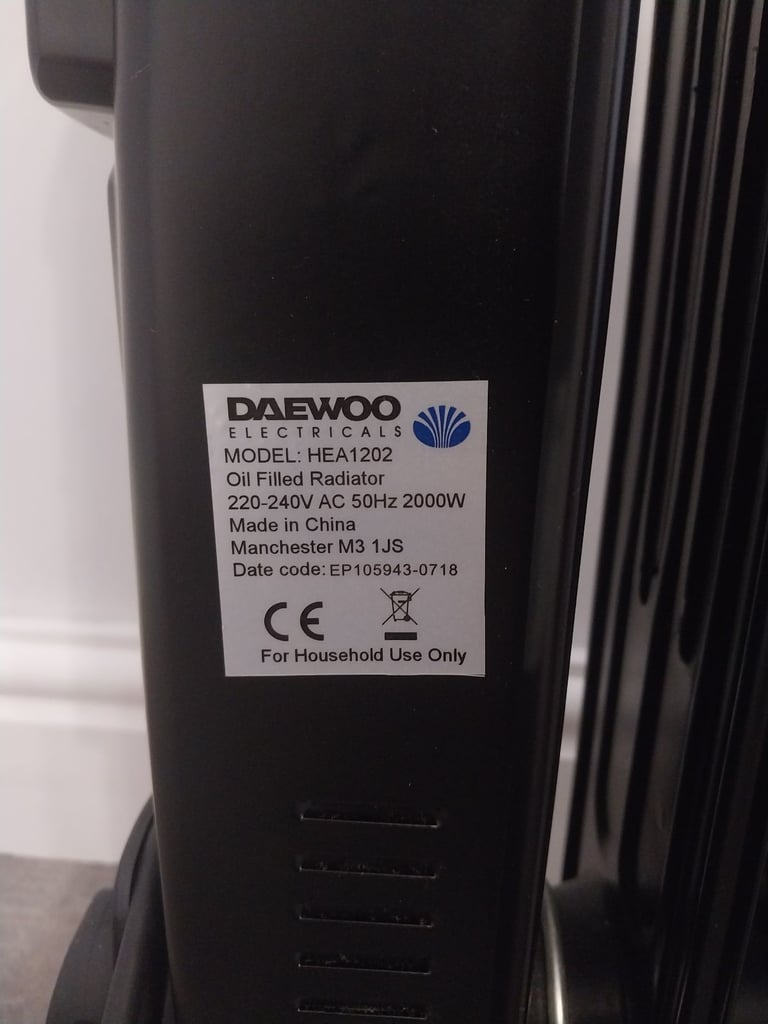 DAEWOO
ELECTRICALS
MODEL: HEA1202
Oil Filled Radiator
220-240V AC 50Hz 2000W
Made in China
Manchester M3 1JS
Date code: EP105943-0718
CE
For Household Use Only